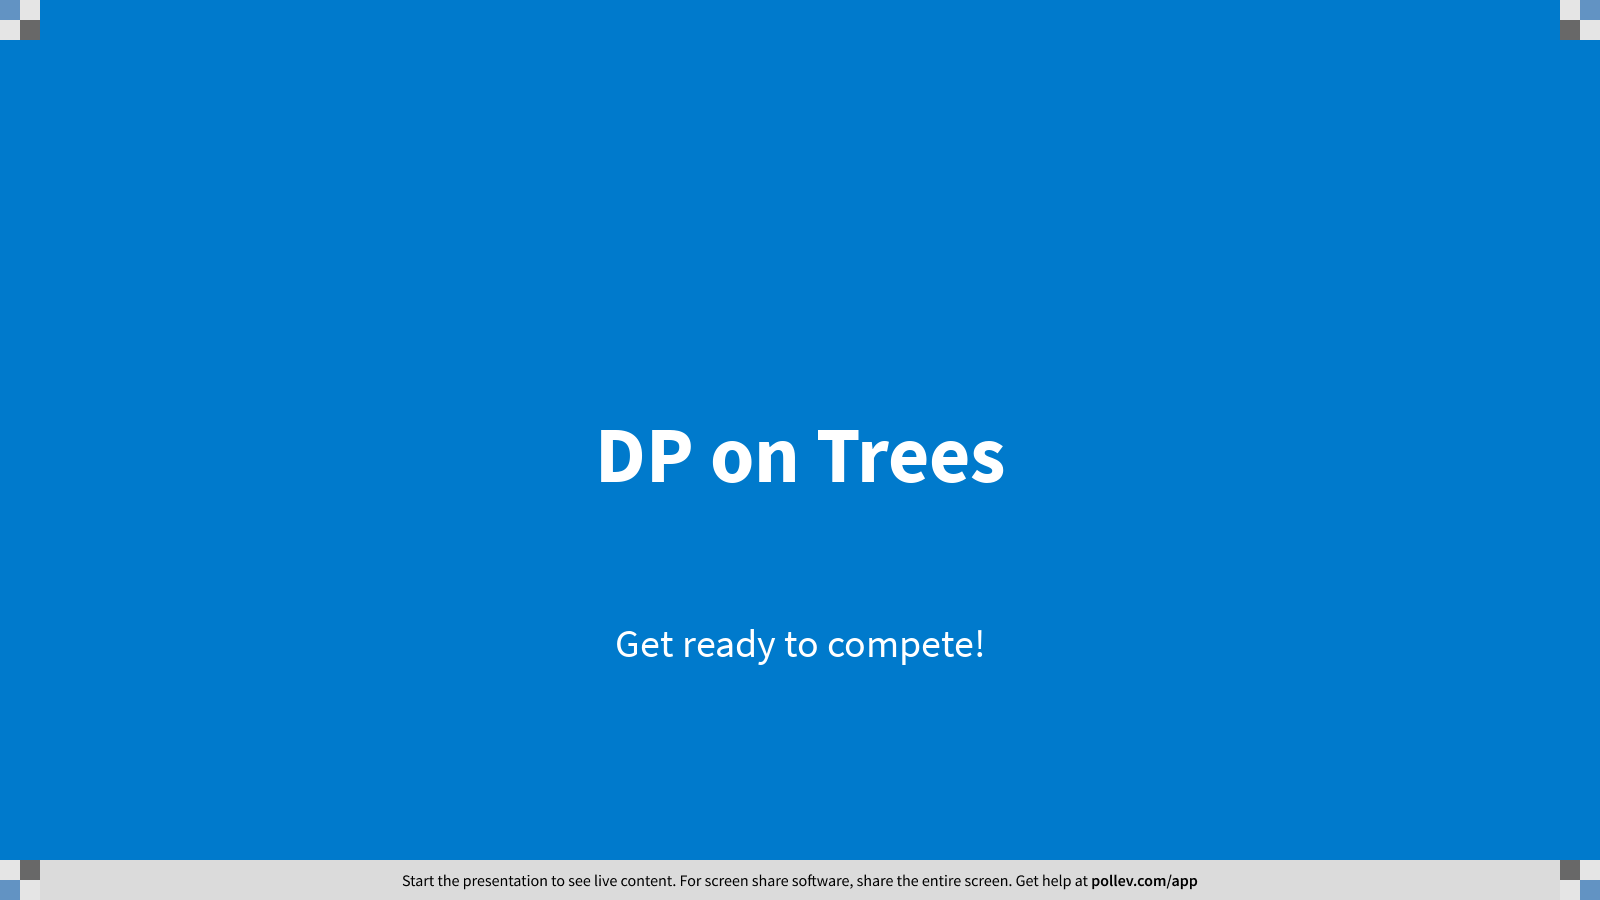 DP on Trees
Get ready to compete!
Start the presentation to see live content. For screen share software, share the entire screen. Get help at pollev.com/app